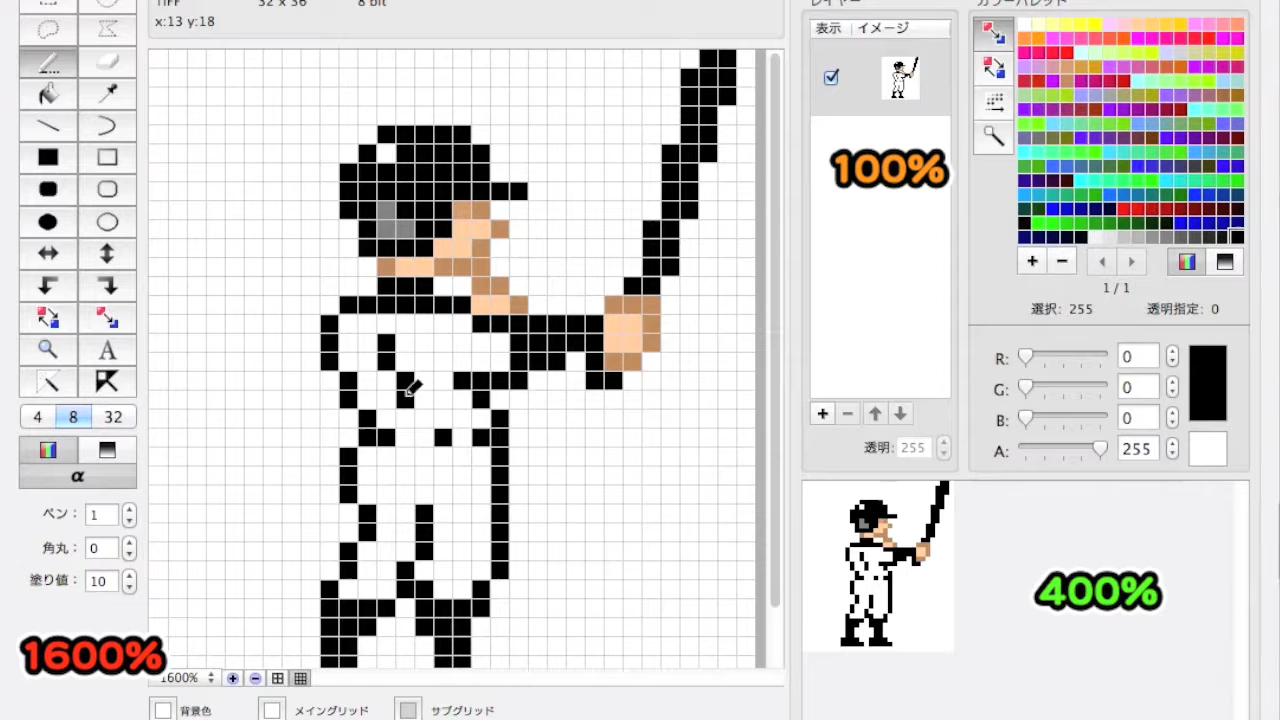 TIFF 32 x 36 8 bit
x:13 y:18
レイヤー
カラーパレット
表示 イメージ
100%
1 / 1
選択: 255 透明指定: 0
R: 0
G: 0
B: 0
A: 255
透明: 255
A
4 8 32
α
ペン: 1
角丸: 0
塗り値: 10
400%
1600%
1600%
背景色 メイングリッド サブグリッド